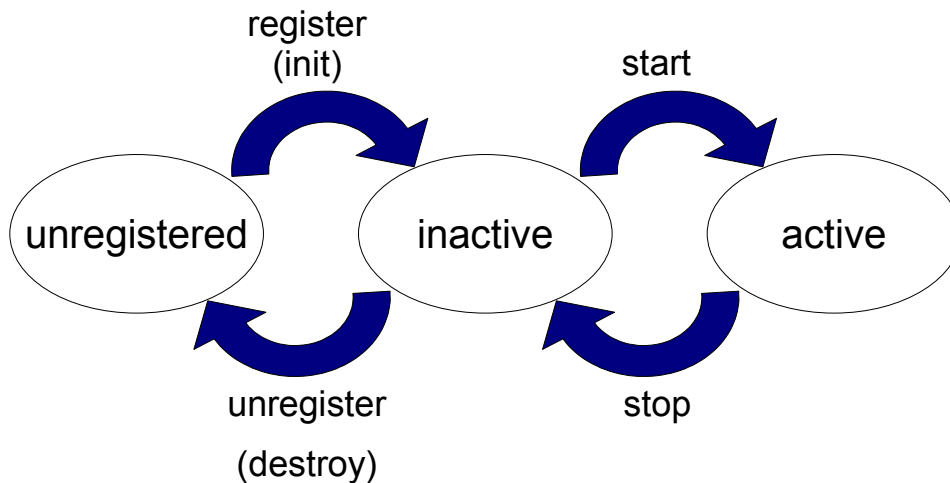 register
(init)
start
unregistered
inactive
active
unregister
(destroy)
stop